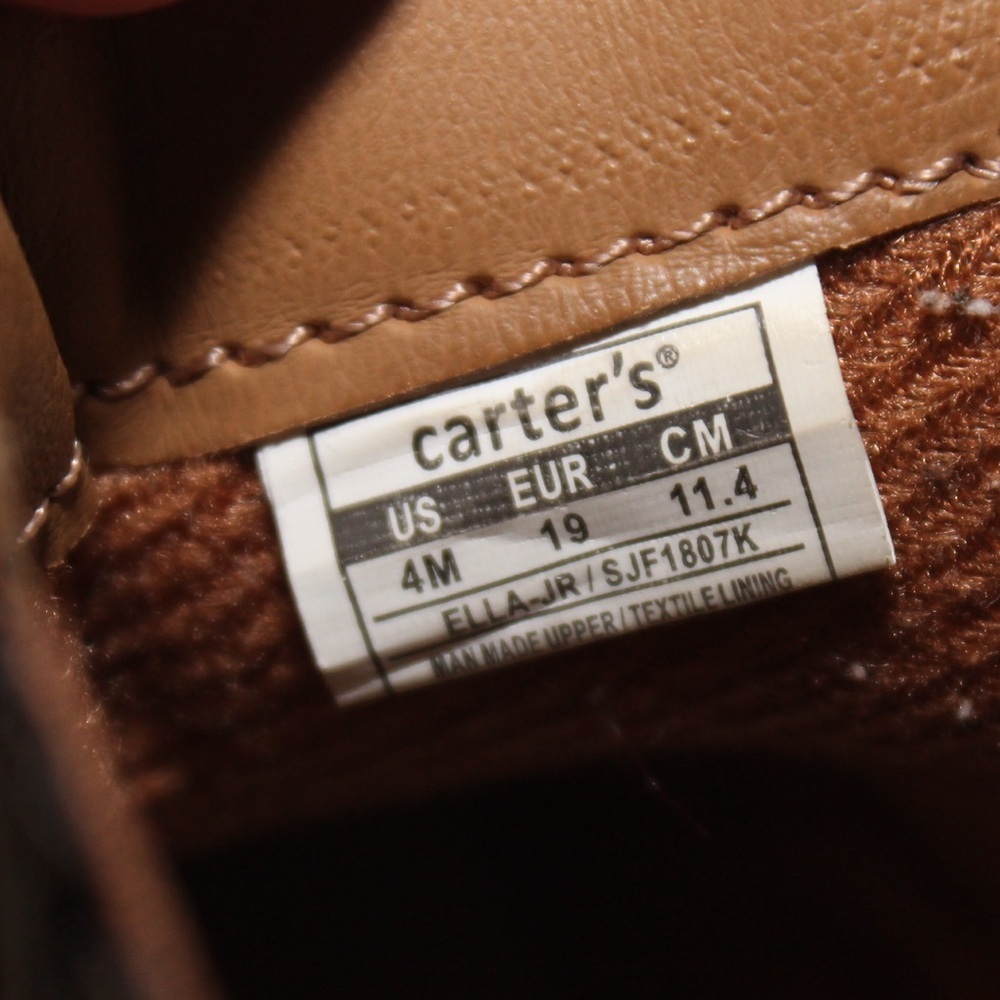 carter's®
US EUR CM
4M 19 11.4
ELLA-JR / SJF1807K
MAN MADE UPPER / TEXTILE LINING